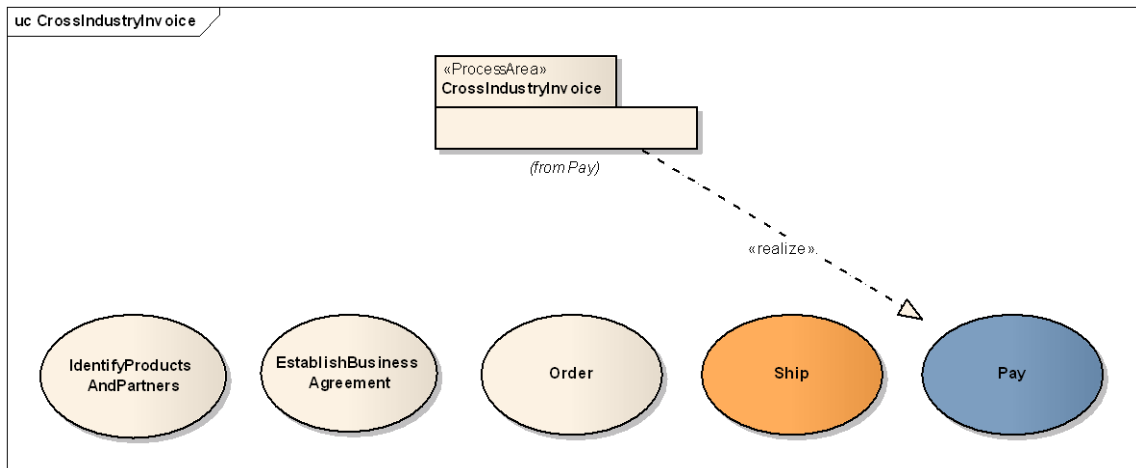 uc CrossIndustryInvoice
«ProcessArea»
CrossIndustryInvoice
(from Pay)
«realize»
IdentifyProducts
AndPartners
EstablishBusiness
Agreement
Order
Ship
Pay